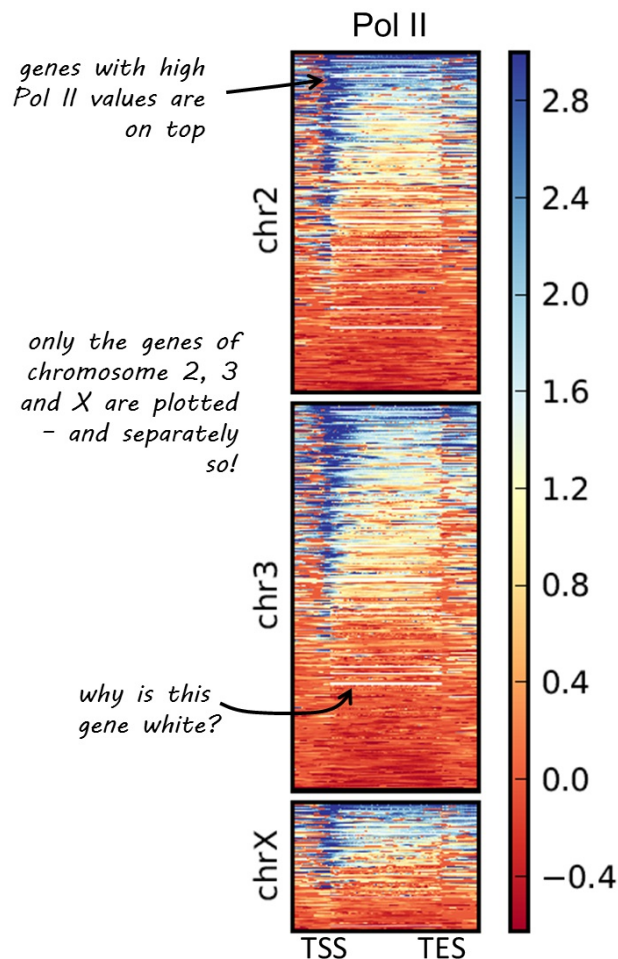 Pol II
genes with high
Pol II values are
on top
chr2
only the genes of
chromosome 2, 3
and X are plotted
- and separately
so!
chr3
why is this
gene white?
chrX
TSS
TES
2.8
2.4
2.0
1.6
1.2
0.8
0.4
0.0
−0.4